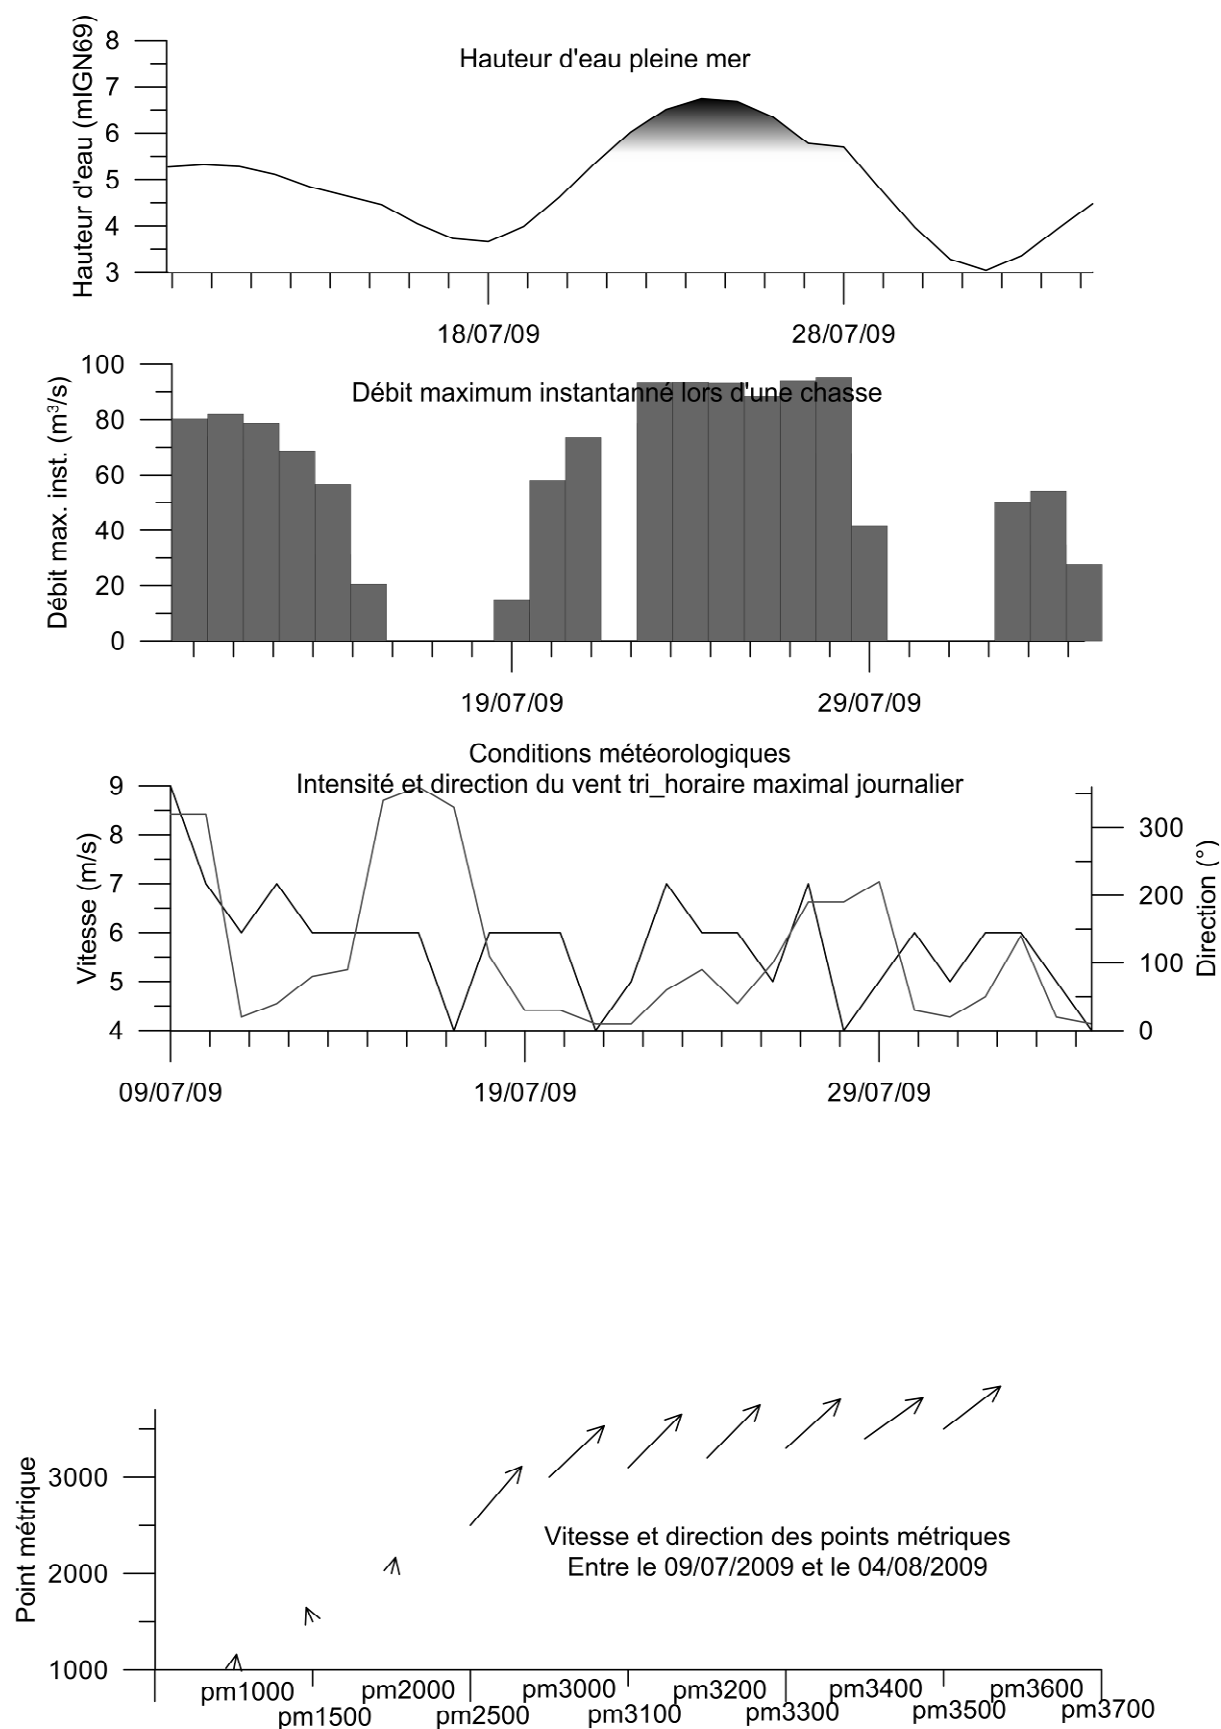 Hauteur d'eau pleine mer
Hauteur d'eau (mIGN69)
8
7
6
5
4
3
18/07/09
28/07/09
Débit maximum instantanné lors d'une chasse
Débit max. inst. (m³/s)
100
80
60
40
20
0
19/07/09
29/07/09
Conditions météorologiques
Intensité et direction du vent tri_horaire maximal journalier
Vitesse (m/s)
9
8
7
6
5
4
300
200
100
0
Direction (°)
09/07/09
19/07/09
29/07/09
Point métrique
3000
2000
1000
Vitesse et direction des points métriques
Entre le 09/07/2009 et le 04/08/2009
pm1000
pm1500
pm2000
pm2500
pm3000
pm3100
pm3200
pm3300
pm3400
pm3500
pm3600
pm3700